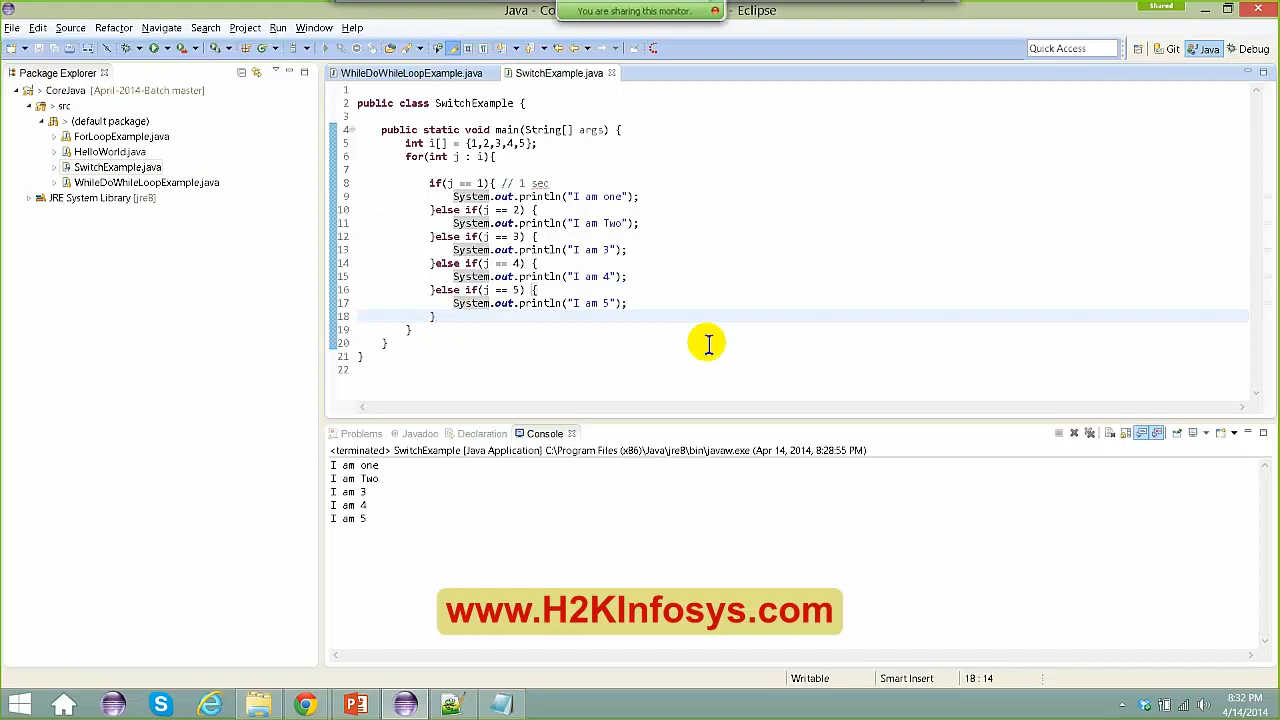 Java - Co
You are sharing this monitor.
- Eclipse
Shared
File Edit Source Refactor Navigate Search Project Run Window Help
Quick Access
Git
Java
Debug
Package Explorer
WhileDoWhileLoopExample.java
SwitchExample.java
CoreJava [April-2014-Batch master]
src
(default package)
ForLoopExample.java
HelloWorld.java
SwitchExample.java
WhileDoWhileLoopExample.java
JRE System Library [jre8]
1
2 public class SwitchExample {
3
4 public static void main(String[] args) {
5 int i[] = {1,2,3,4,5};
6 for(int j : i){
7
8 if(j == 1){ // 1 sec
9 System.out.println("I am one");
10 }else if(j == 2) {
11 System.out.println("I am Two");
12 }else if(j == 3) {
13 System.out.println("I am 3");
14 }else if(j == 4) {
15 System.out.println("I am 4");
16 }else if(j == 5) {
17 System.out.println("I am 5");
18 }
19 }
20 }
21 }
22
Problems @ Javadoc Declaration Console
<terminated> SwitchExample [Java Application] C:\Program Files (x86)\Java\jre8\bin\javaw.exe (Apr 14, 2014, 8:28:55 PM)
I am one
I am Two
I am 3
I am 4
I am 5
www.H2KInfosys.com
Writable
Smart Insert
18 : 14
8:32 PM
4/14/2014